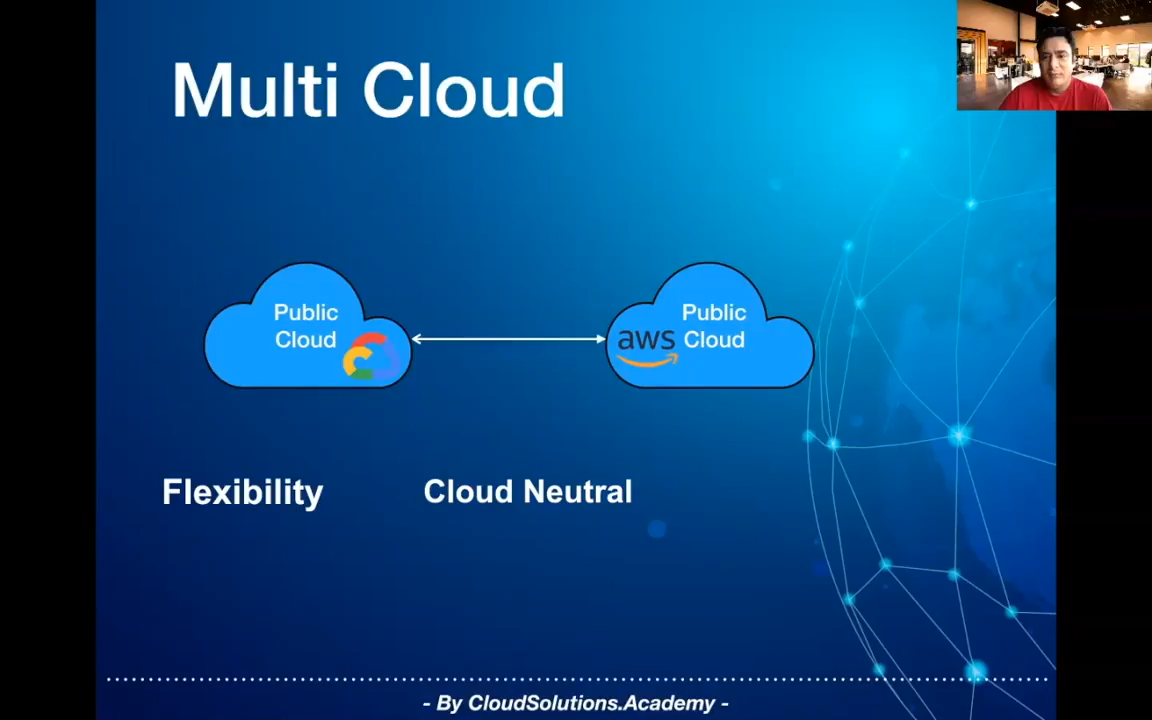 Multi Cloud
Public
Cloud
Public
aws Cloud
Flexibility
Cloud Neutral
- By CloudSolutions.Academy -